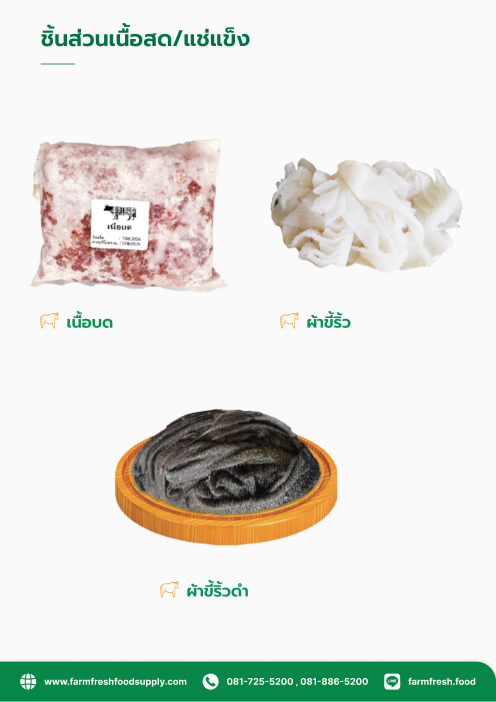 ชิ้นส่วนเนื้อสด/แช่แข็ง
เนื้อบด
เนื้อบด
ผ้าขี้ริ้ว
ผ้าขี้ริ้วดำ
www.farmfreshfoodsupply.com
081-725-5200 , 081-886-5200
LINE
farmfresh.food